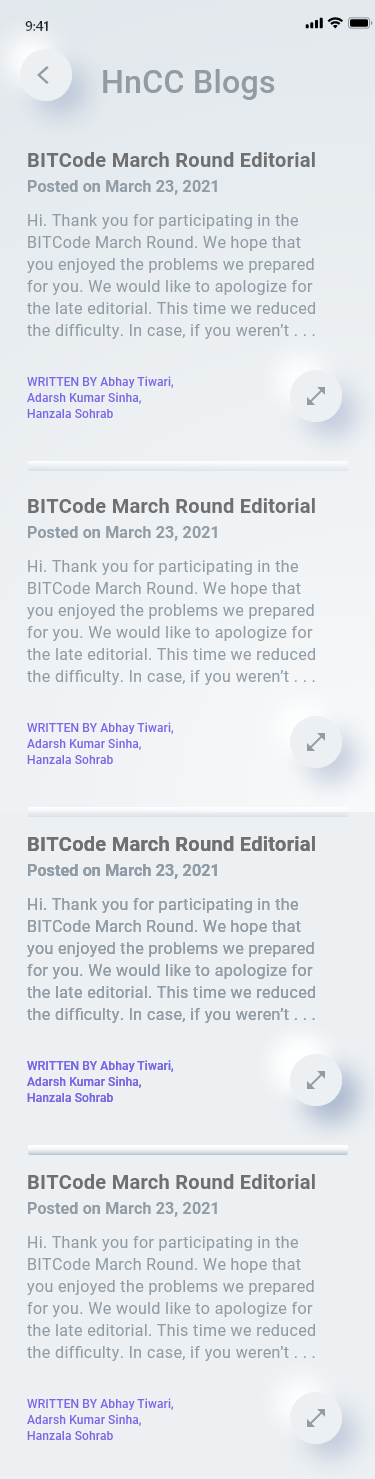 9:41
HnCC Blogs
BITCode March Round Editorial
Posted on March 23, 2021
Hi. Thank you for participating in the
BITCode March Round. We hope that
you enjoyed the problems we prepared
for you. We would like to apologize for
the late editorial. This time we reduced
the difficulty. In case, if you weren’t . . .
WRITTEN BY Abhay Tiwari,
Adarsh Kumar Sinha,
Hanzala Sohrab
BITCode March Round Editorial
Posted on March 23, 2021
Hi. Thank you for participating in the
BITCode March Round. We hope that
you enjoyed the problems we prepared
for you. We would like to apologize for
the late editorial. This time we reduced
the difficulty. In case, if you weren’t . . .
WRITTEN BY Abhay Tiwari,
Adarsh Kumar Sinha,
Hanzala Sohrab
BITCode March Round Editorial
Posted on March 23, 2021
Hi. Thank you for participating in the
BITCode March Round. We hope that
you enjoyed the problems we prepared
for you. We would like to apologize for
the late editorial. This time we reduced
the difficulty. In case, if you weren’t . . .
WRITTEN BY Abhay Tiwari,
Adarsh Kumar Sinha,
Hanzala Sohrab
BITCode March Round Editorial
Posted on March 23, 2021
Hi. Thank you for participating in the
BITCode March Round. We hope that
you enjoyed the problems we prepared
for you. We would like to apologize for
the late editorial. This time we reduced
the difficulty. In case, if you weren’t . . .
WRITTEN BY Abhay Tiwari,
Adarsh Kumar Sinha,
Hanzala Sohrab